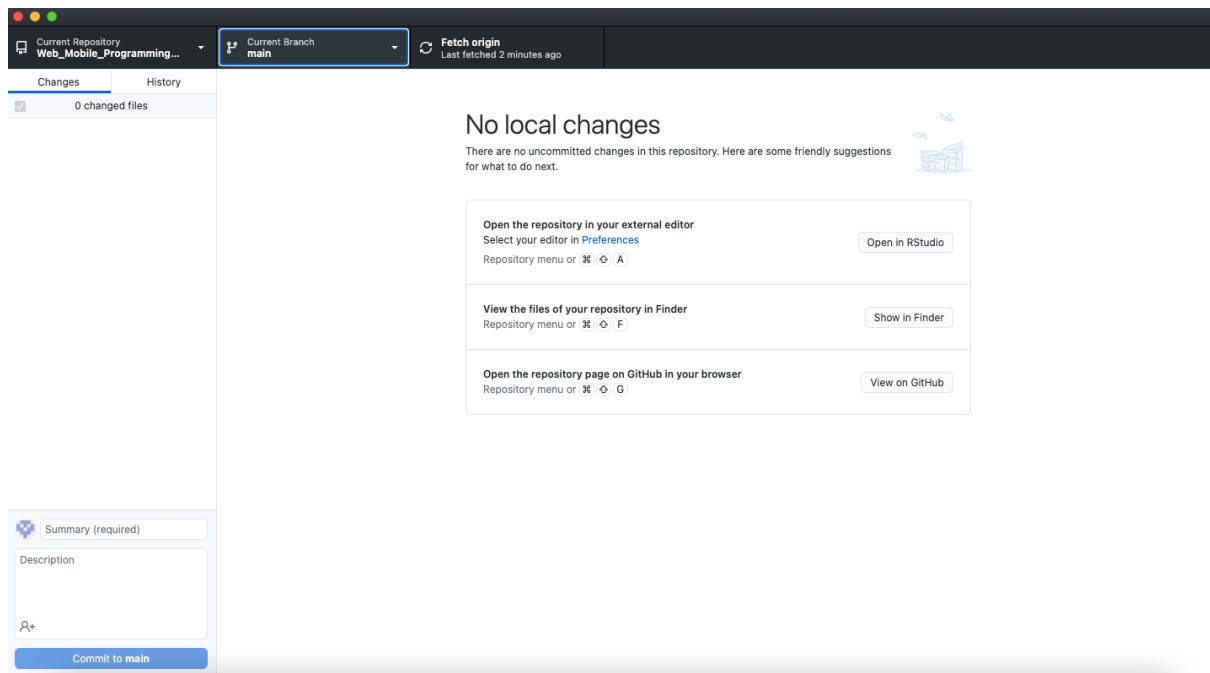 Current Repository
Web_Mobile_Programming...
Current Branch
main
Fetch origin
Last fetched 2 minutes ago
Changes
History
0 changed files
No local changes
There are no uncommitted changes in this repository. Here are some friendly suggestions
for what to do next.
Open the repository in your external editor
Select your editor in Preferences
Repository menu or ⌘ ⇧ A
Open in RStudio
View the files of your repository in Finder
Repository menu or ⌘ ⇧ F
Show in Finder
Open the repository page on GitHub in your browser
Repository menu or ⌘ ⇧ G
View on GitHub
Summary (required)
Description
Commit to main